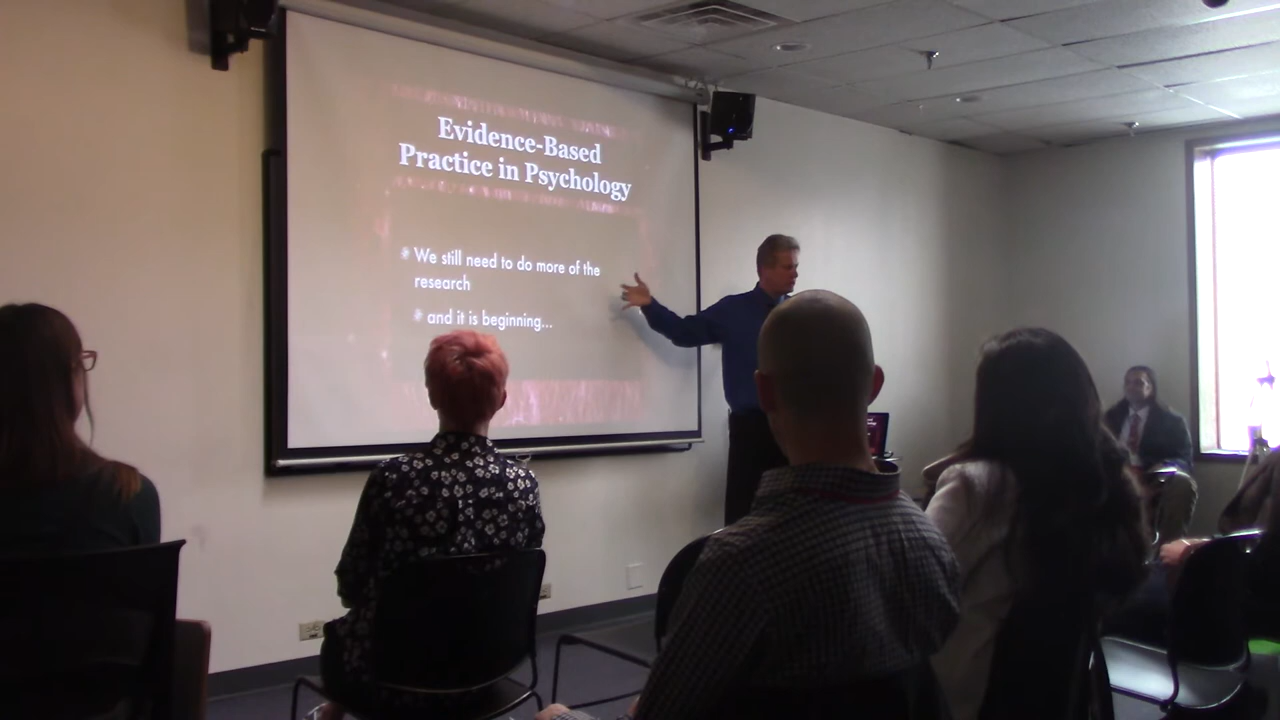 Evidence-Based
Practice in Psychology
We still need to do more of the
research
and it is beginning...